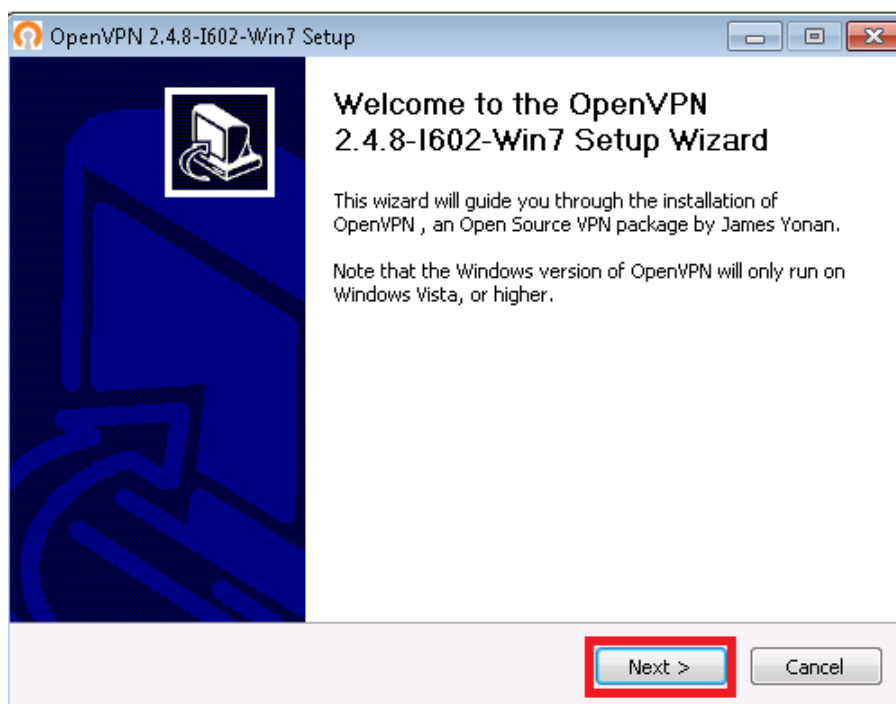 OpenVPN 2.4.8-I602-Win7 Setup
Welcome to the OpenVPN
2.4.8-I602-Win7 Setup Wizard
This wizard will guide you through the installation of
OpenVPN , an Open Source VPN package by James Yonan.
Note that the Windows version of OpenVPN will only run on
Windows Vista, or higher.
Next >
Cancel